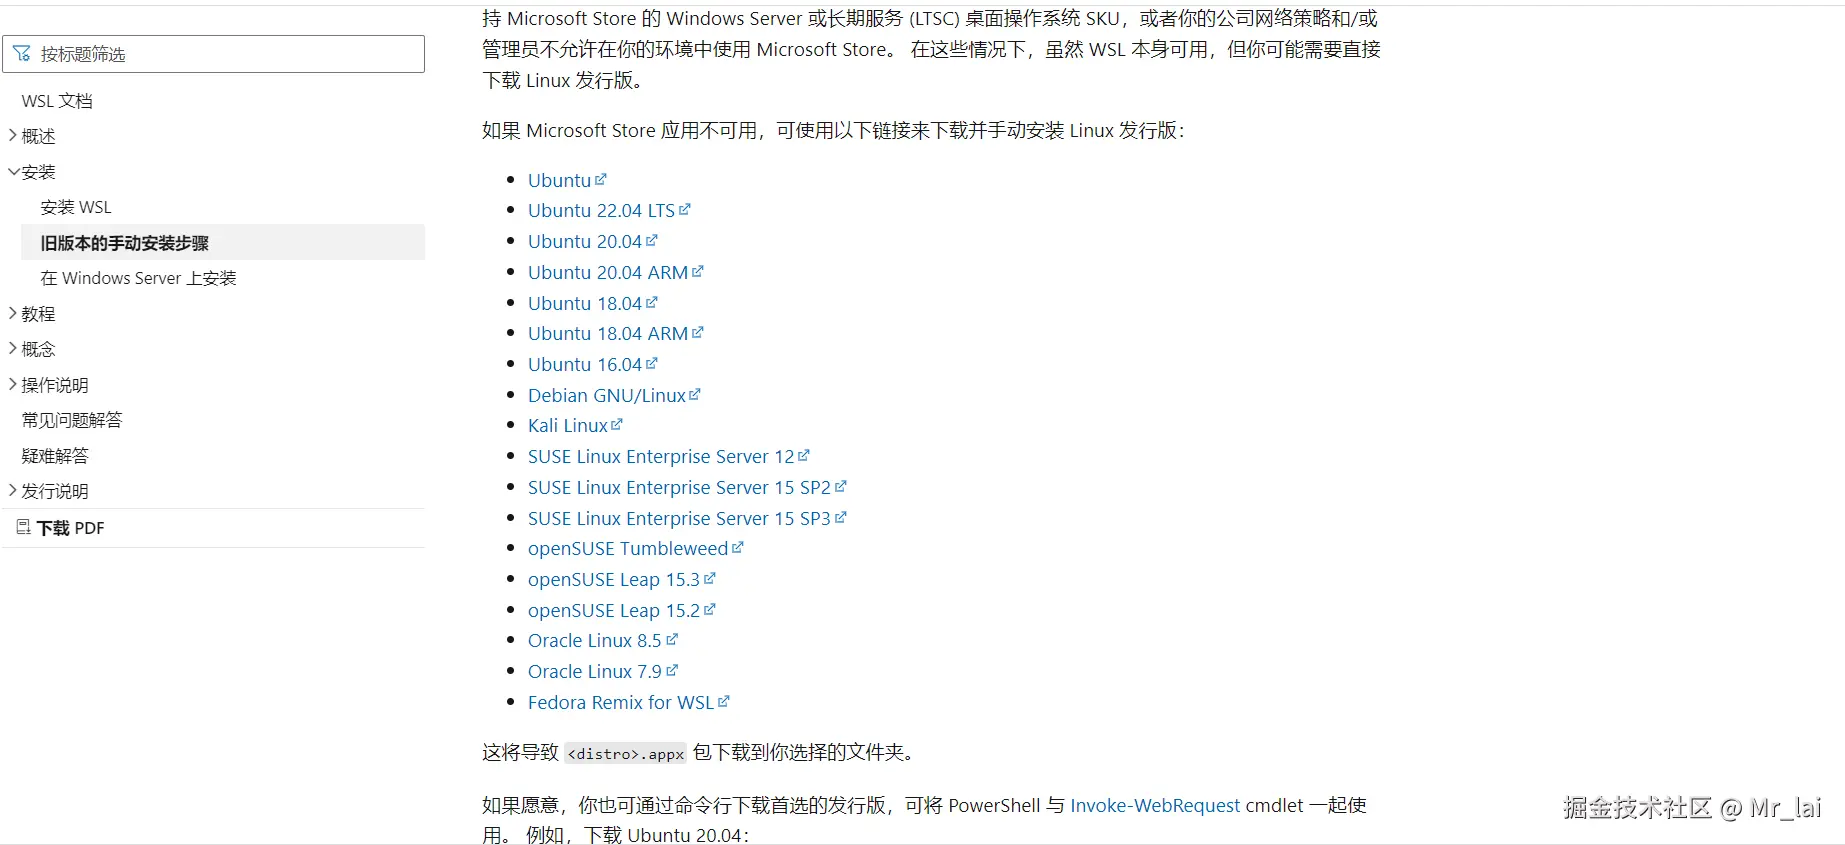 按标题筛选
WSL 文档
概述
安装
安装 WSL
旧版本的手动安装步骤
在 Windows Server 上安装
教程
概念
操作说明
常见问题解答
疑难解答
发行说明
下载 PDF
持 Microsoft Store 的 Windows Server 或长期服务 (LTSC) 桌面操作系统 SKU，或者你的公司网络策略和/或
管理员不允许在你的环境中使用 Microsoft Store。 在这些情况下，虽然 WSL 本身可用，但你可能需要直接
下载 Linux 发行版。
如果 Microsoft Store 应用不可用，可使用以下链接来下载并手动安装 Linux 发行版：
Ubuntu
Ubuntu 22.04 LTS
Ubuntu 20.04
Ubuntu 20.04 ARM
Ubuntu 18.04
Ubuntu 18.04 ARM
Ubuntu 16.04
Debian GNU/Linux
Kali Linux
SUSE Linux Enterprise Server 12
SUSE Linux Enterprise Server 15 SP2
SUSE Linux Enterprise Server 15 SP3
openSUSE Tumbleweed
openSUSE Leap 15.3
openSUSE Leap 15.2
Oracle Linux 8.5
Oracle Linux 7.9
Fedora Remix for WSL
这将导致 <distro>.appx 包下载到你选择的文件夹。
如果愿意，你也可通过命令行下载首选的发行版，可将 PowerShell 与 Invoke-WebRequest cmdlet 一起使
用。 例如，下载 Ubuntu 20.04：
掘金技术社区 @ Mr_lai